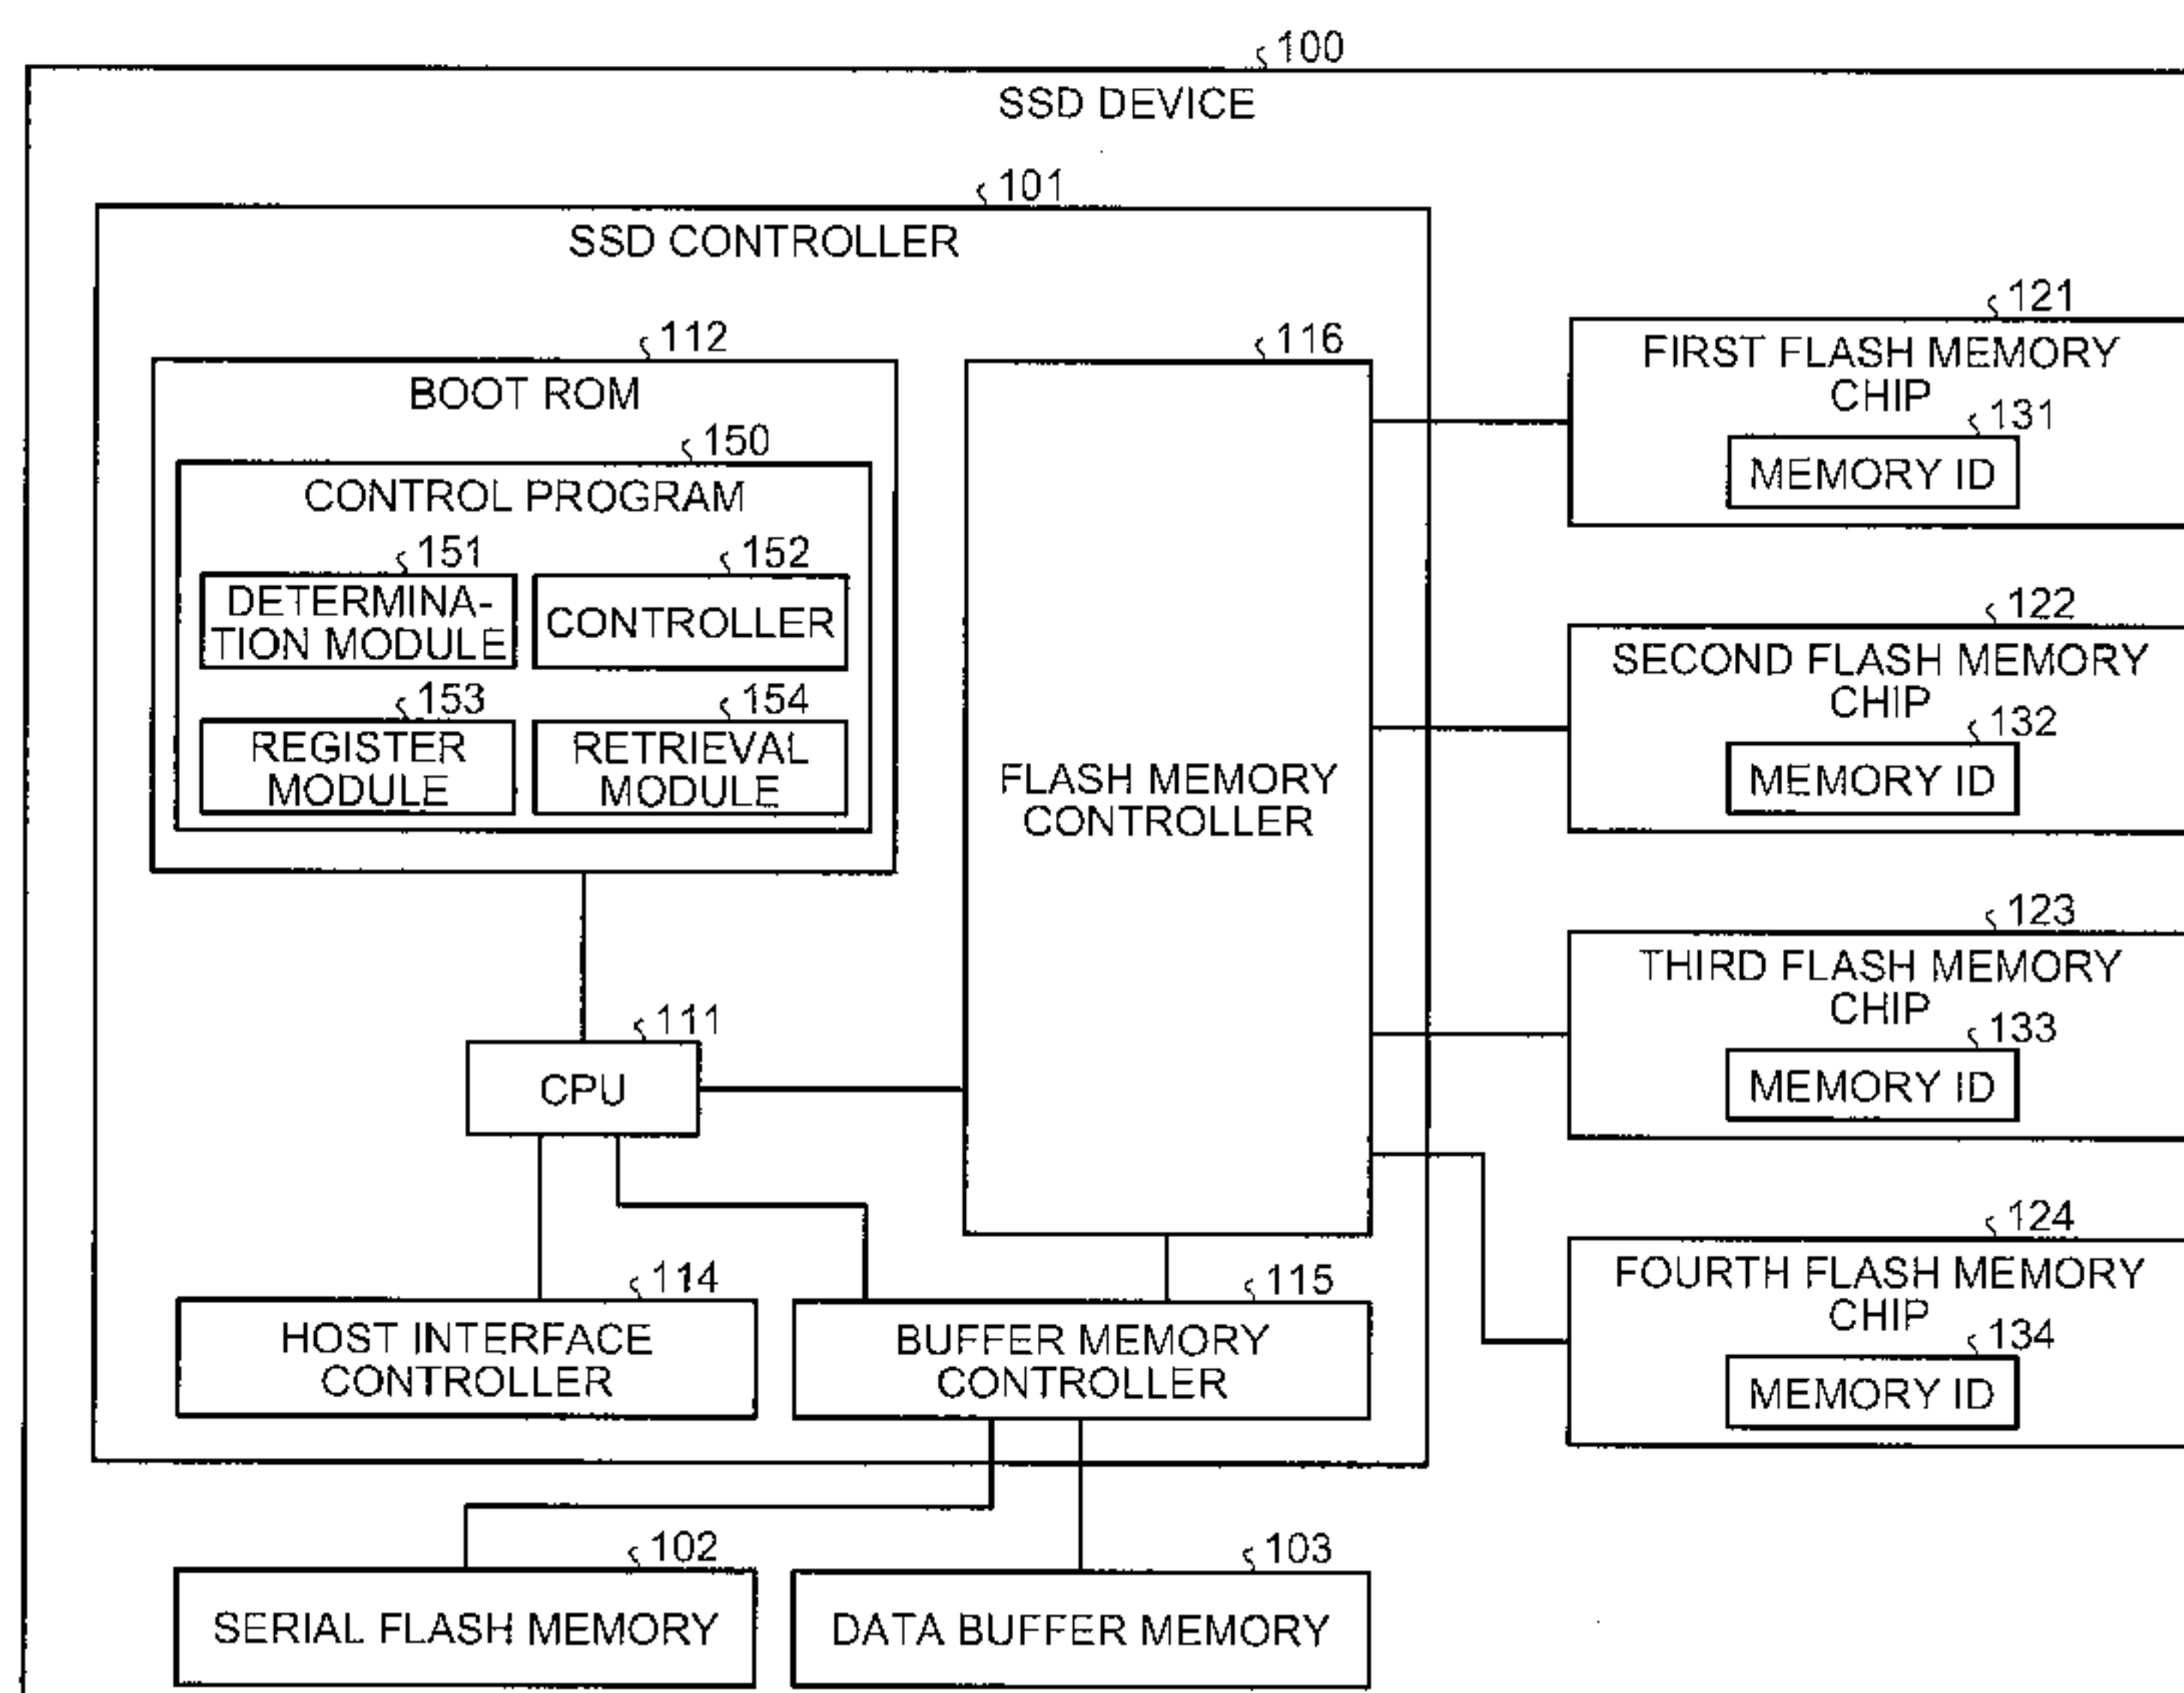 100
SSD DEVICE
101
SSD CONTROLLER
112
BOOT ROM
150
CONTROL PROGRAM
151
DETERMINA-
TION MODULE
152
CONTROLLER
153
REGISTER
MODULE
154
RETRIEVAL
MODULE
116
FLASH MEMORY
CONTROLLER
111
CPU
114
HOST INTERFACE
CONTROLLER
115
BUFFER MEMORY
CONTROLLER
102
SERIAL FLASH MEMORY
103
DATA BUFFER MEMORY
121
FIRST FLASH MEMORY
CHIP
131
MEMORY ID
122
SECOND FLASH MEMORY
CHIP
132
MEMORY ID
123
THIRD FLASH MEMORY
CHIP
133
MEMORY ID
124
FOURTH FLASH MEMORY
CHIP
134
MEMORY ID